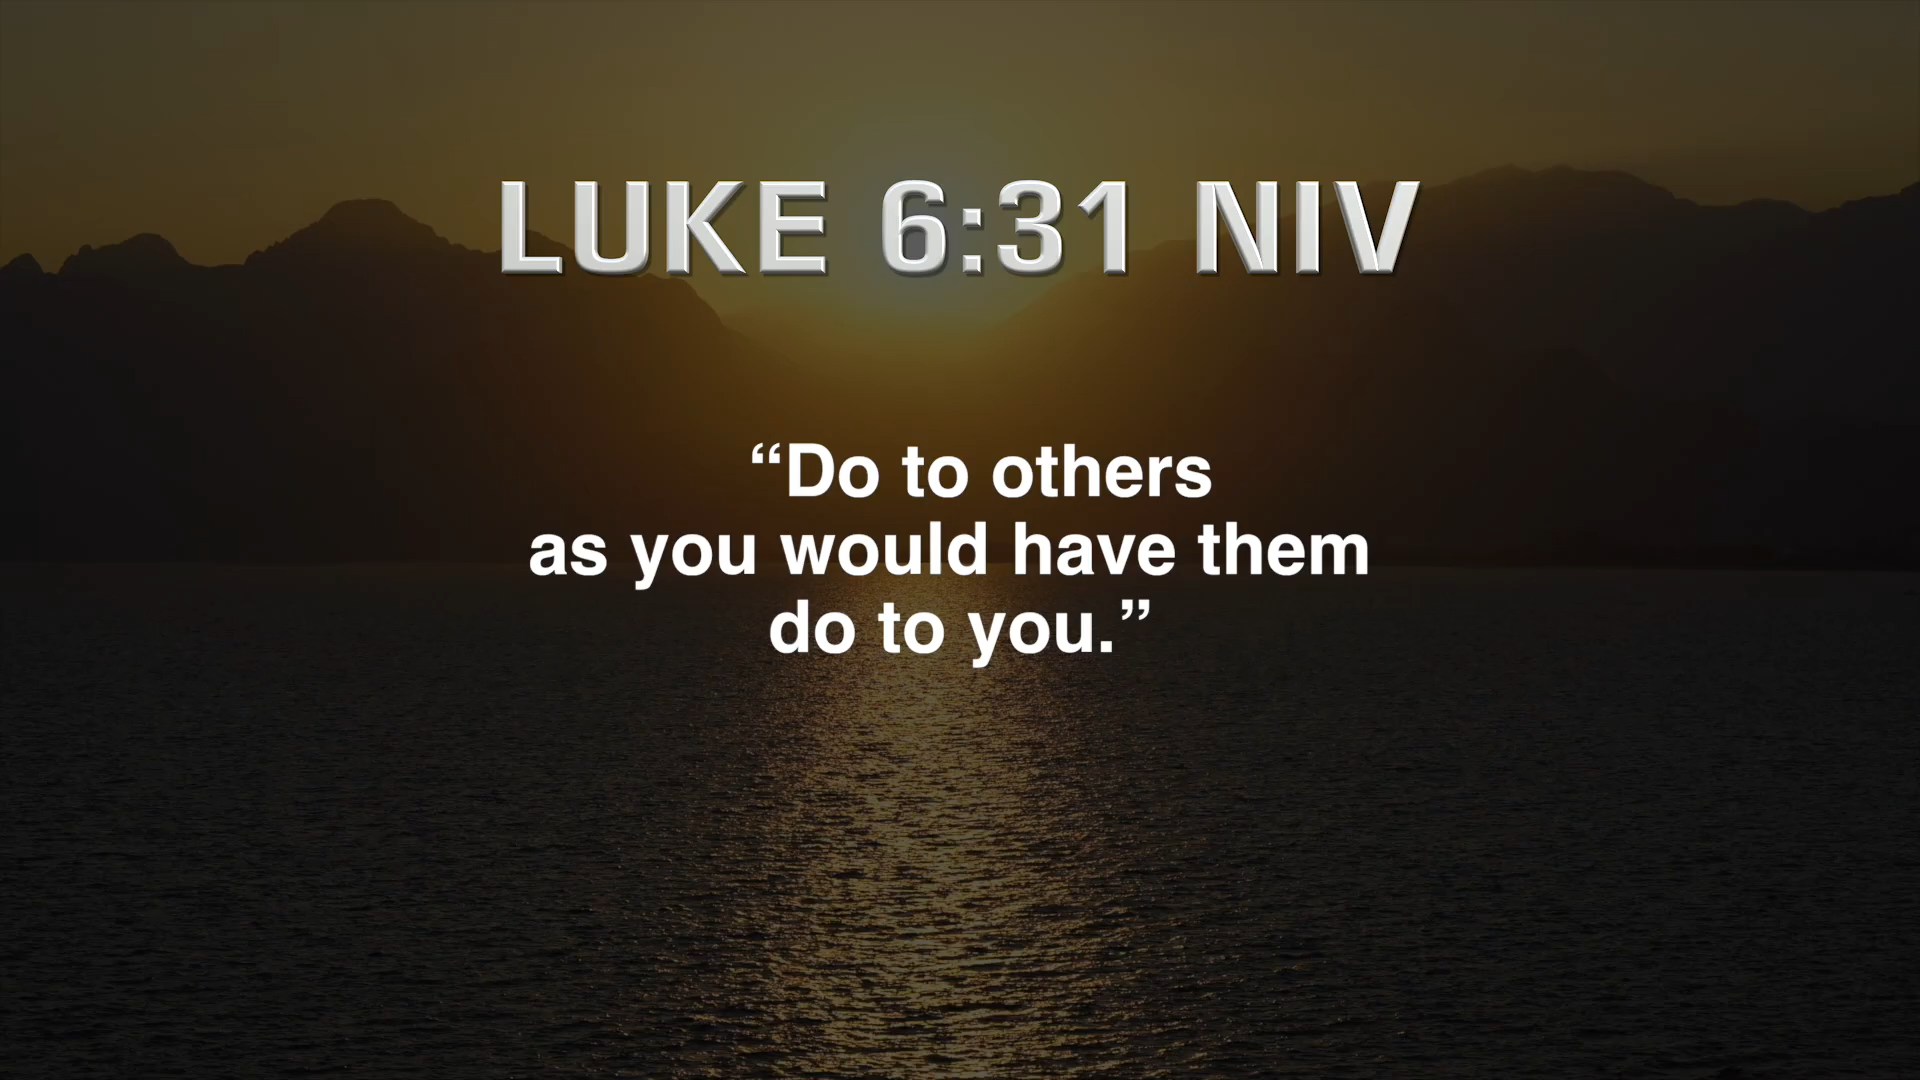 LUKE 6:31 NIV
“Do to others
as you would have them
do to you.”